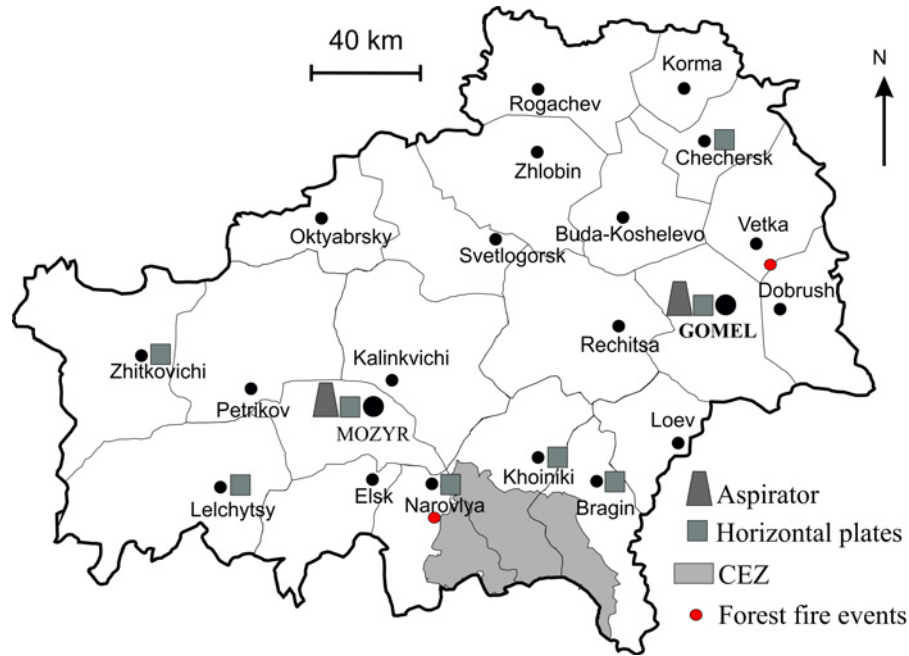 40 km
N
Korma
Rogachev
Chechersk
Zhlobin
Vetka
Oktyabrsky
Buda-Koshelevo
Svetlogorsk
Dobrush
GOMEL
Rechitsa
Zhitkovichi
Kalinkvichi
Petrikov
MOZYR
Loev
Khoiniki
Elsk
Narovlya
Bragin
Lelchytsy
Aspirator
Horizontal plates
CEZ
Forest fire events